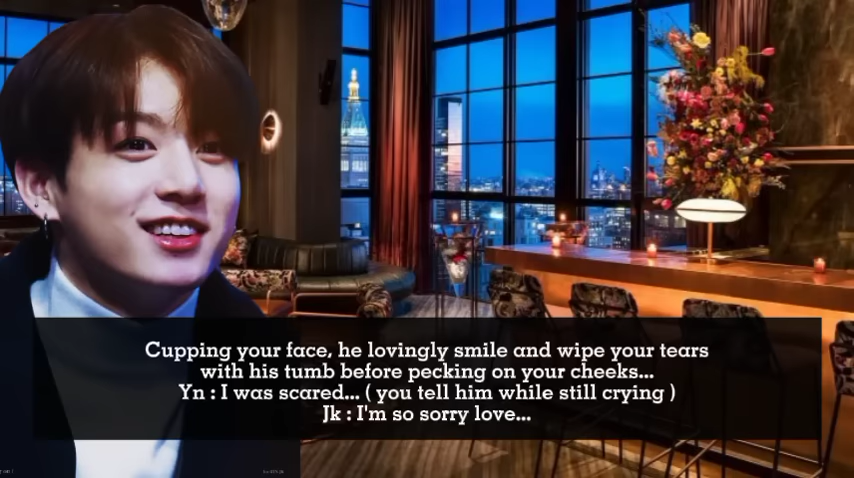 Cupping your face, he lovingly smile and wipe your tears
with his tumb before pecking on your cheeks...
Yn : I was scared... ( you tell him while still crying )
Jk : I'm so sorry love...